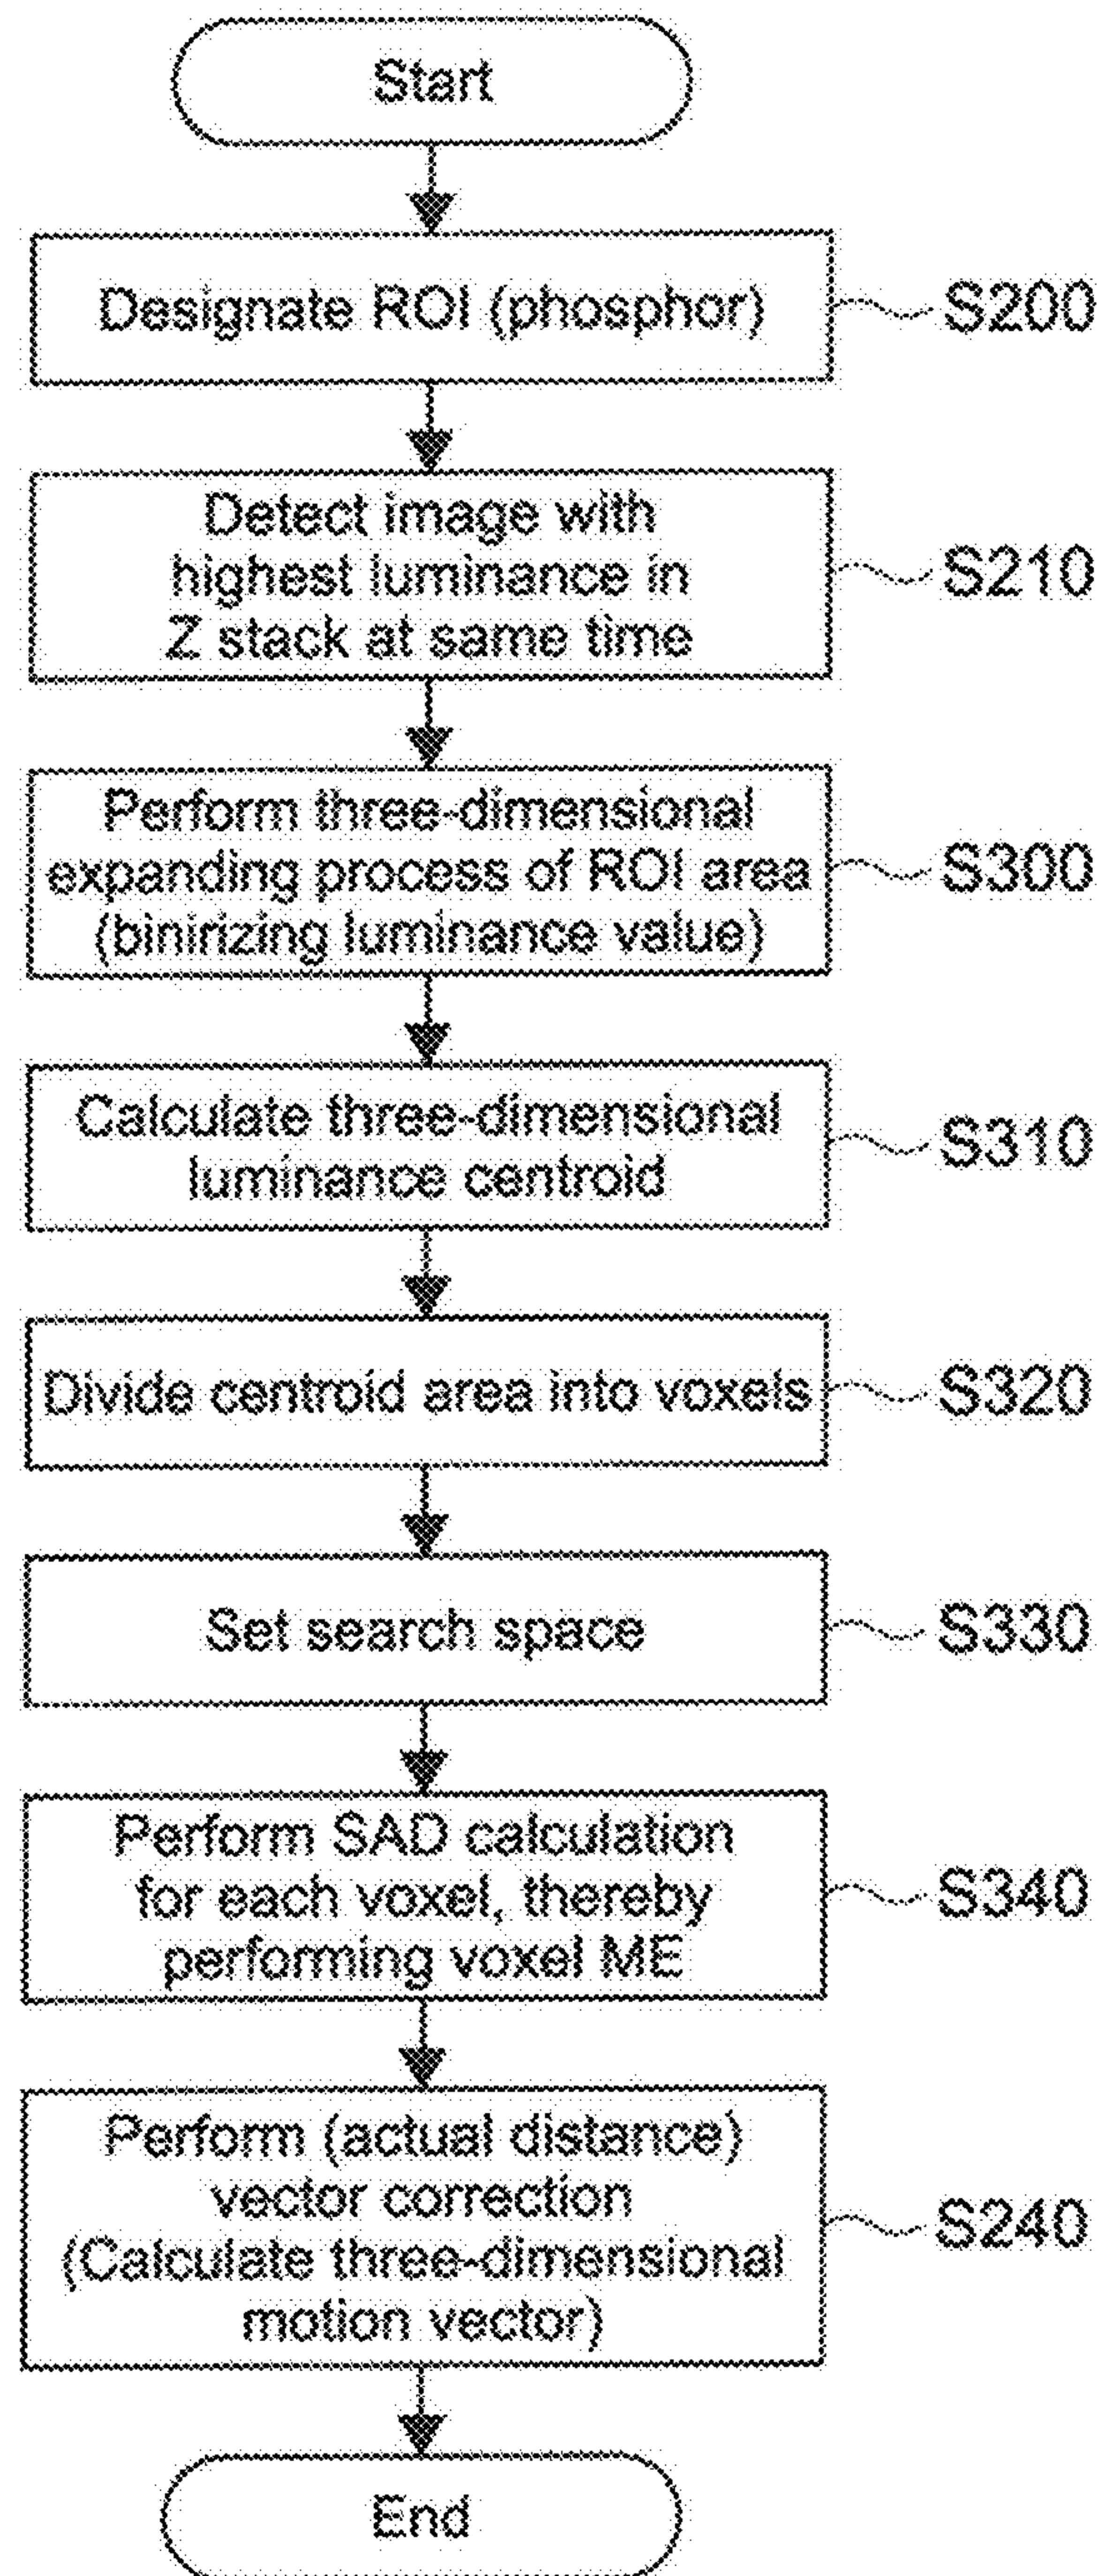 Start
Designate ROI (phosphor)
S200
Detect image with
highest luminance in
Z stack at same time
S210
Perform three-dimensional
expanding process of ROI area
(binirizing luminance value)
S300
Calculate three-dimensional
luminance centroid
S310
Divide centroid area into voxels
S320
Set search space
S330
Perform SAD calculation
for each voxel, thereby
performing voxel ME
S340
Perform (actual distance)
vector correction
(Calculate three-dimensional
motion vector)
S240
End